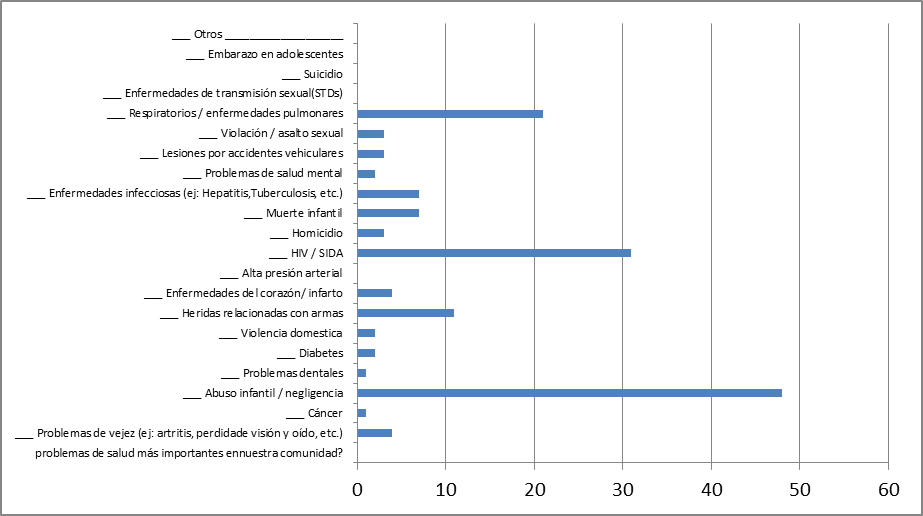 ___ Otros ___________________
___ Embarazo en adolescentes
___ Suicidio
___ Enfermedades de transmisión sexual(STDs)
___ Respiratorios / enfermedades pulmonares
___ Violación / asalto sexual
___ Lesiones por accidentes vehiculares
___ Problemas de salud mental
___ Enfermedades infecciosas (ej: Hepatitis,Tuberculosis, etc.)
___ Muerte infantil
___ Homicidio
___ HIV / SIDA
___ Alta presión arterial
___ Enfermedades del corazón/ infarto
___ Heridas relacionadas con armas
___ Violencia domestica
___ Diabetes
___ Problemas dentales
___ Abuso infantil / negligencia
___ Cáncer
___ Problemas de vejez (ej: artritis, perdidade visión y oído, etc.)
problemas de salud más importantes ennuestra comunidad?
0 10 20 30 40 50 60